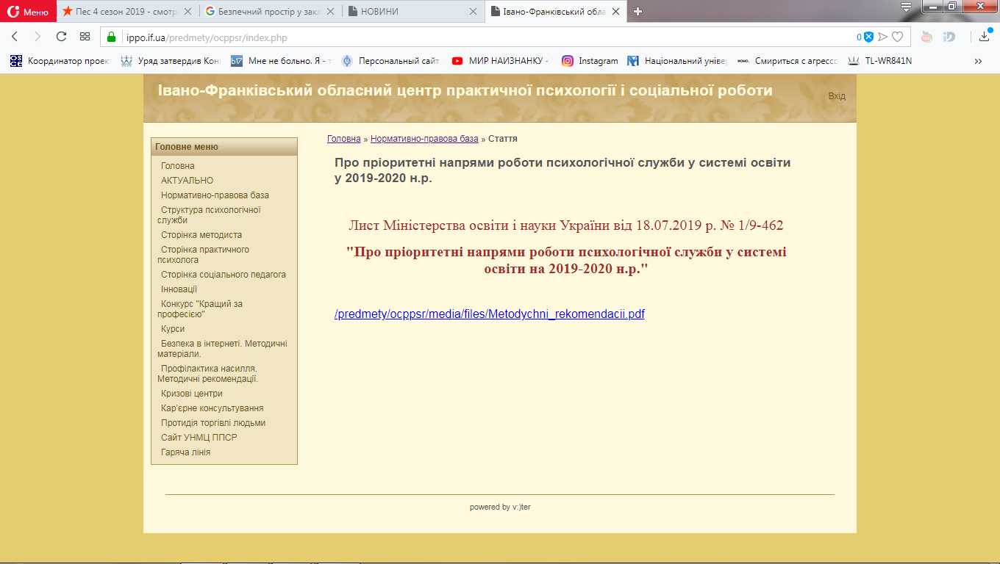 Меню
Пес 4 сезон 2019 - смотр
Безпечний простір у закл
НОВИНИ
Івано-Франківський обла
ippo.if.ua/predmety/ocppsr/index.php
0
Координатор проек
Уряд затвердив Кон
Мне не больно. Я - т
Персональный сайт
МИР НАИЗНАНКУ -
Instagram
Національний уніве
Смириться с агрессо
TL-WR841N
Івано-Франківський обласний центр практичної психології і соціальної роботи
Вхід
Головне меню
Головна
АКТУАЛЬНО
Нормативно-правова база
Структура психологічної
служби
Сторінка методиста
Сторінка практичного
психолога
Сторінка соціального педагога
Інновації
Конкурс "Кращий за
професією"
Курси
Безпека в інтернеті. Методичні
матеріали.
Профілактика насилля.
Методичні рекомендації.
Кризові центри
Кар'єрне консультування
Протидія торгівлі людьми
Сайт УНМЦ ППСР
Гаряча лінія
Головна » Нормативно-правова база » Стаття
Про пріоритетні напрями роботи психологічної служби у системі освіти
у 2019-2020 н.р.
Лист Міністерства освіти і науки України від 18.07.2019 р. № 1/9-462
"Про пріоритетні напрями роботи психологічної служби у системі
освіти на 2019-2020 н.р."
/predmety/ocppsr/media/files/Metodychni_rekomendacii.pdf
powered by v:)ter